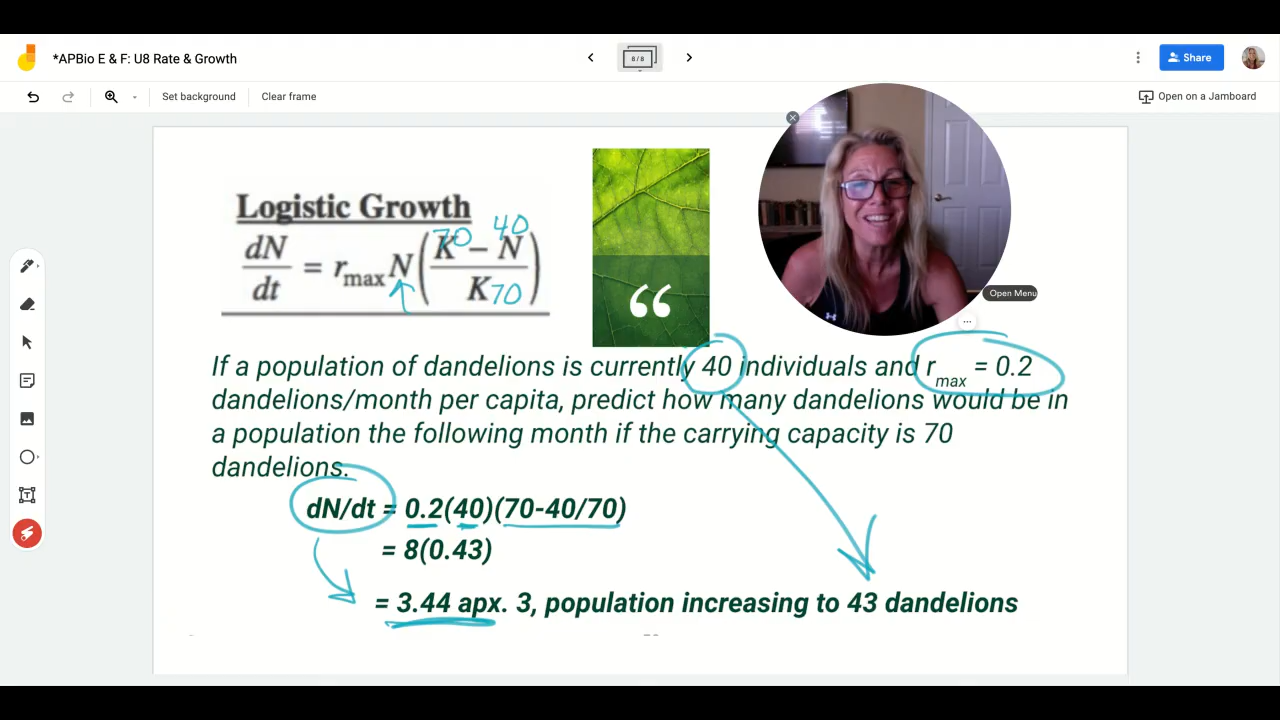 *APBio E & F: U8 Rate & Growth
8/8
Share
Set background
Clear frame
Open on a Jamboard
Logistic Growth
70 40
dN/dt = rmax N (K − N / K)
70
“
Open Menu
If a population of dandelions is currently 40 individuals and rmax = 0.2
dandelions/month per capita, predict how many dandelions would be in
a population the following month if the carrying capacity is 70
dandelions.
dN/dt = 0.2(40)(70-40/70)
= 8(0.43)
= 3.44 apx. 3, population increasing to 43 dandelions